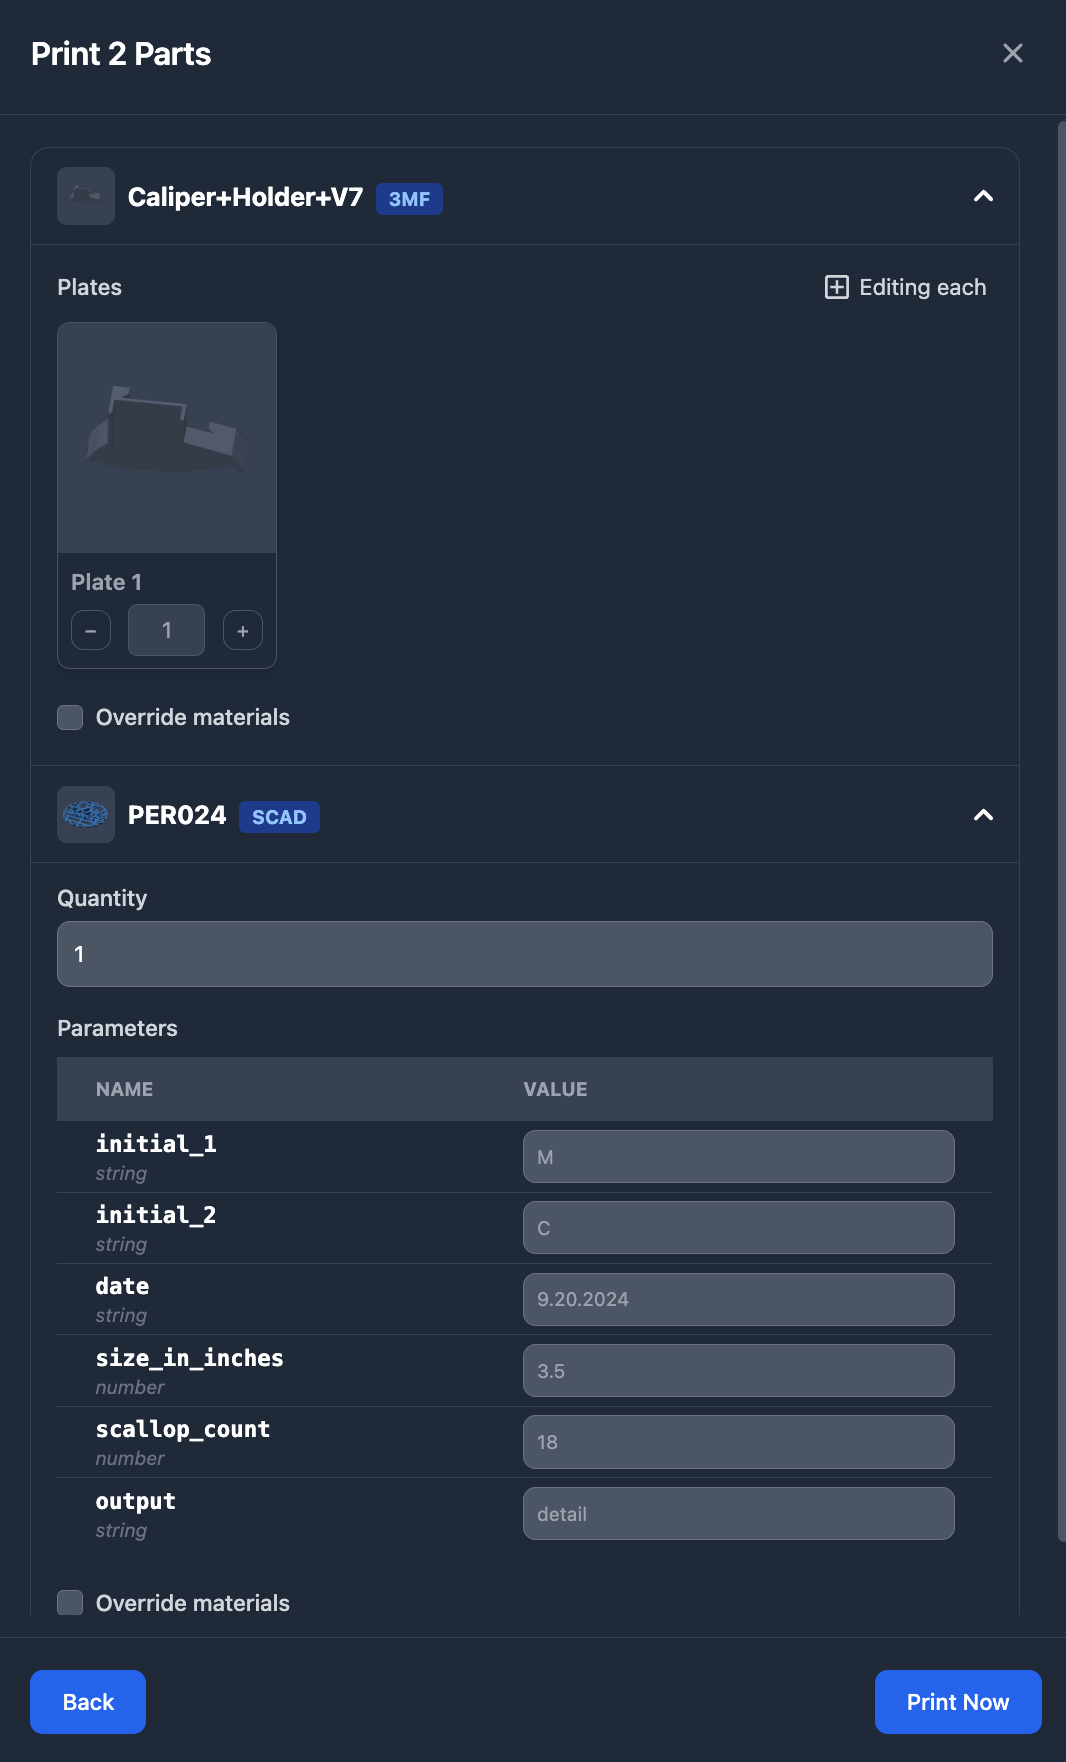 Print 2 Parts
Caliper+Holder+V7 3MF
Plates
Editing each
Plate 1
− 1 +
Override materials
PER024 SCAD
Quantity
1
Parameters
NAME VALUE
initial_1
string
M
initial_2
string
C
date
string
9.20.2024
size_in_inches
number
3.5
scallop_count
number
18
output
string
detail
Override materials
Back
Print Now